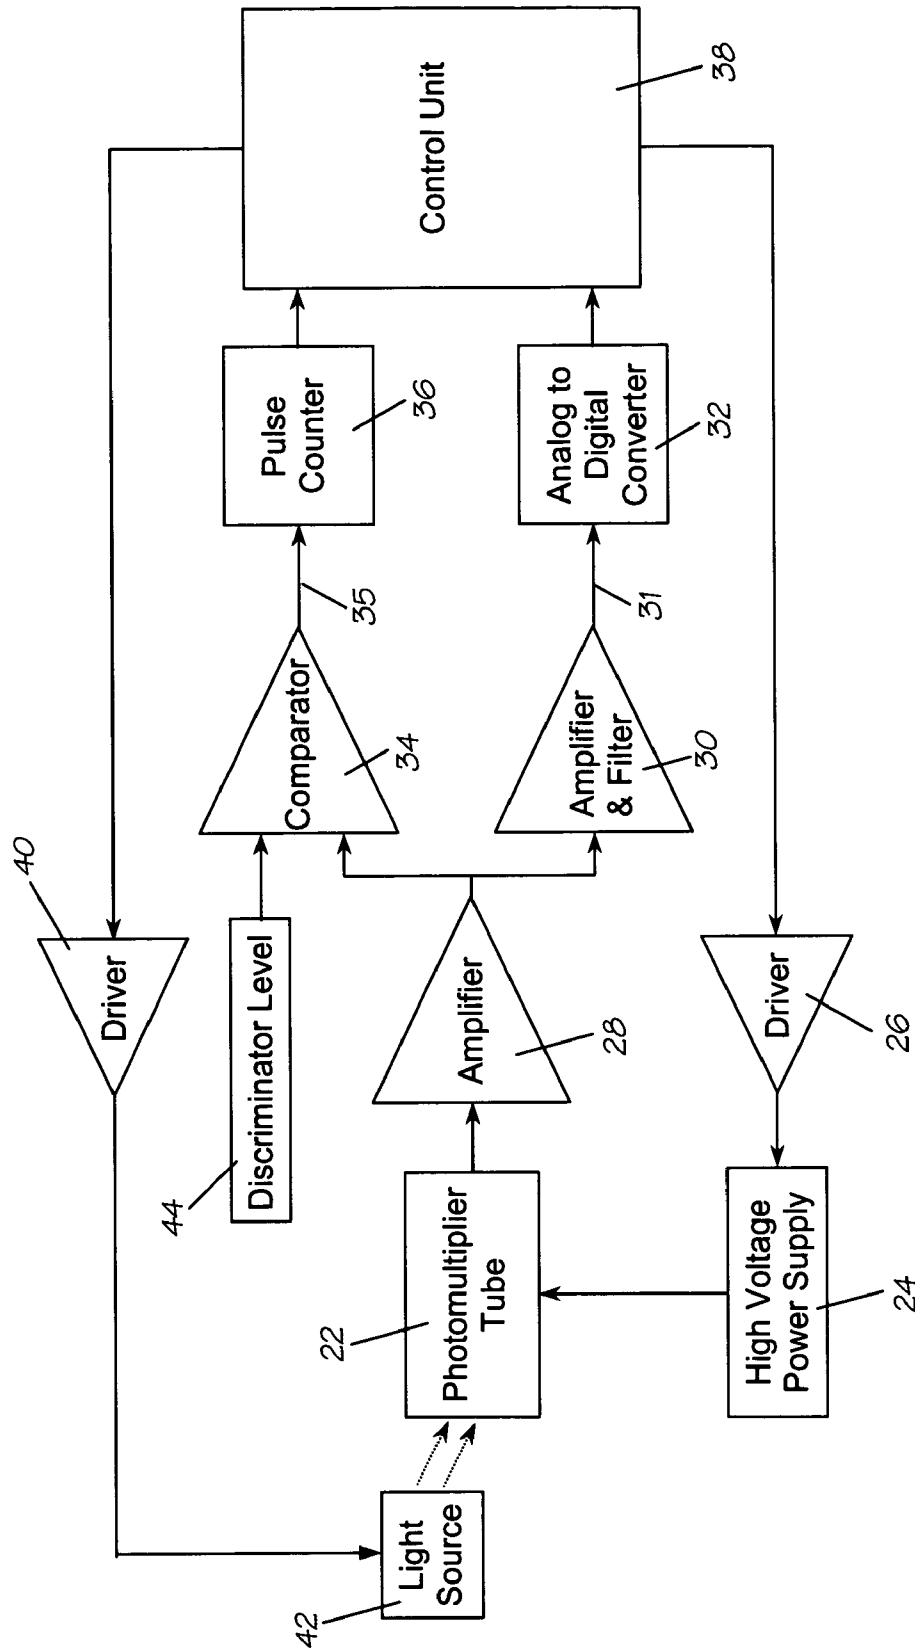 40
Driver
44
Discriminator Level
Comparator
34
35
Pulse
Counter
36
Control Unit
38
42
Light
Source
22
Photomultiplier
Tube
Amplifier
28
Amplifier
& Filter
30
31
Analog to
Digital
Converter
32
High Voltage
Power Supply
24
Driver
26